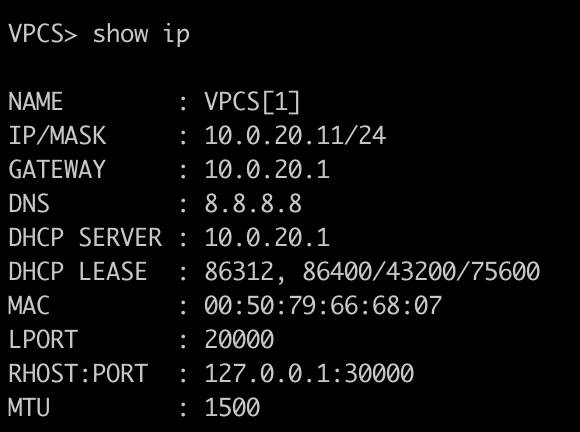 VPCS> show ip
NAME        : VPCS[1]
IP/MASK     : 10.0.20.11/24
GATEWAY     : 10.0.20.1
DNS         : 8.8.8.8
DHCP SERVER : 10.0.20.1
DHCP LEASE  : 86312, 86400/43200/75600
MAC         : 00:50:79:66:68:07
LPORT       : 20000
RHOST:PORT  : 127.0.0.1:30000
MTU         : 1500